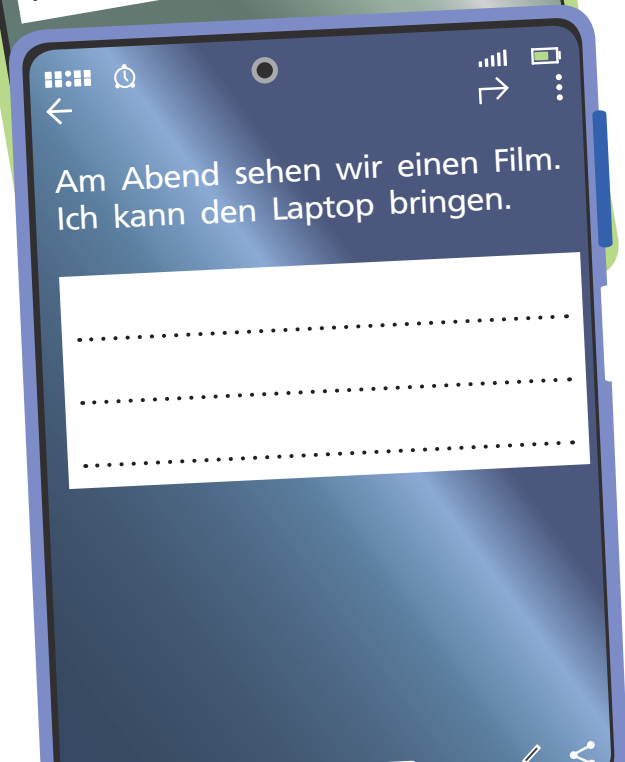 Am Abend sehen wir einen Film.
Ich kann den Laptop bringen.